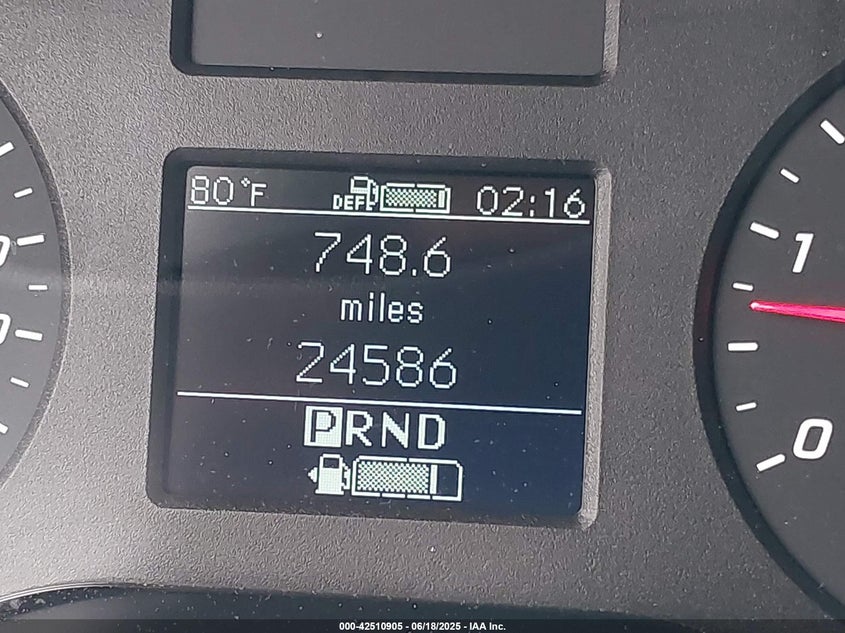 80°F DEF 02:16
748.6
miles
24586
PRND
1
0
000-42510905 - 06/18/2025 - IAA Inc.